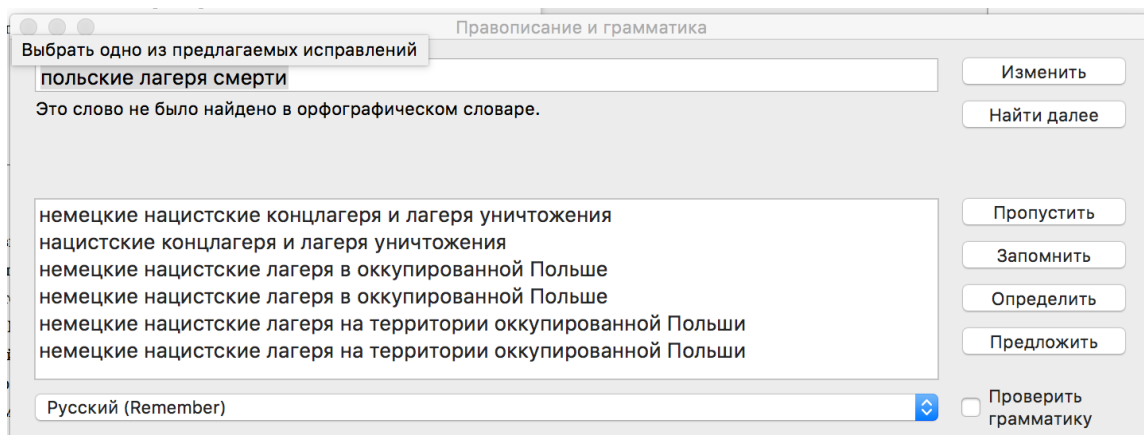 Правописание и грамматика
Выбрать одно из предлагаемых исправлений
польские лагеря смерти
Изменить
Это слово не было найдено в орфографическом словаре.
Найти далее
немецкие нацистские концлагеря и лагеря уничтожения
нацистские концлагеря и лагеря уничтожения
немецкие нацистские лагеря в оккупированной Польше
немецкие нацистские лагеря в оккупированной Польше
немецкие нацистские лагеря на территории оккупированной Польши
немецкие нацистские лагеря на территории оккупированной Польши
Пропустить
Запомнить
Определить
Предложить
Русский (Remember)
Проверить
грамматику